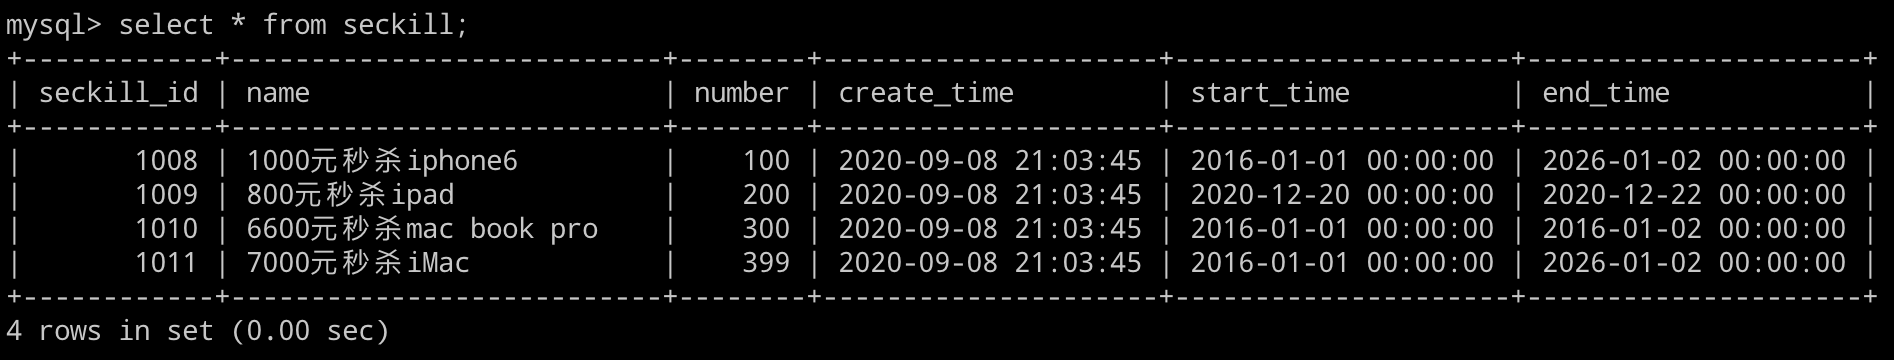 mysql> select * from seckill;
+------------+---------------------------+--------+---------------------+---------------------+---------------------+
| seckill_id | name                      | number | create_time         | start_time          | end_time            |
+------------+---------------------------+--------+---------------------+---------------------+---------------------+
|       1008 | 1000元秒杀iphone6         |    100 | 2020-09-08 21:03:45 | 2016-01-01 00:00:00 | 2026-01-02 00:00:00 |
|       1009 | 800元秒杀ipad             |    200 | 2020-09-08 21:03:45 | 2020-12-20 00:00:00 | 2020-12-22 00:00:00 |
|       1010 | 6600元秒杀mac book pro    |    300 | 2020-09-08 21:03:45 | 2016-01-01 00:00:00 | 2016-01-02 00:00:00 |
|       1011 | 7000元秒杀iMac            |    399 | 2020-09-08 21:03:45 | 2016-01-01 00:00:00 | 2026-01-02 00:00:00 |
+------------+---------------------------+--------+---------------------+---------------------+---------------------+
4 rows in set (0.00 sec)